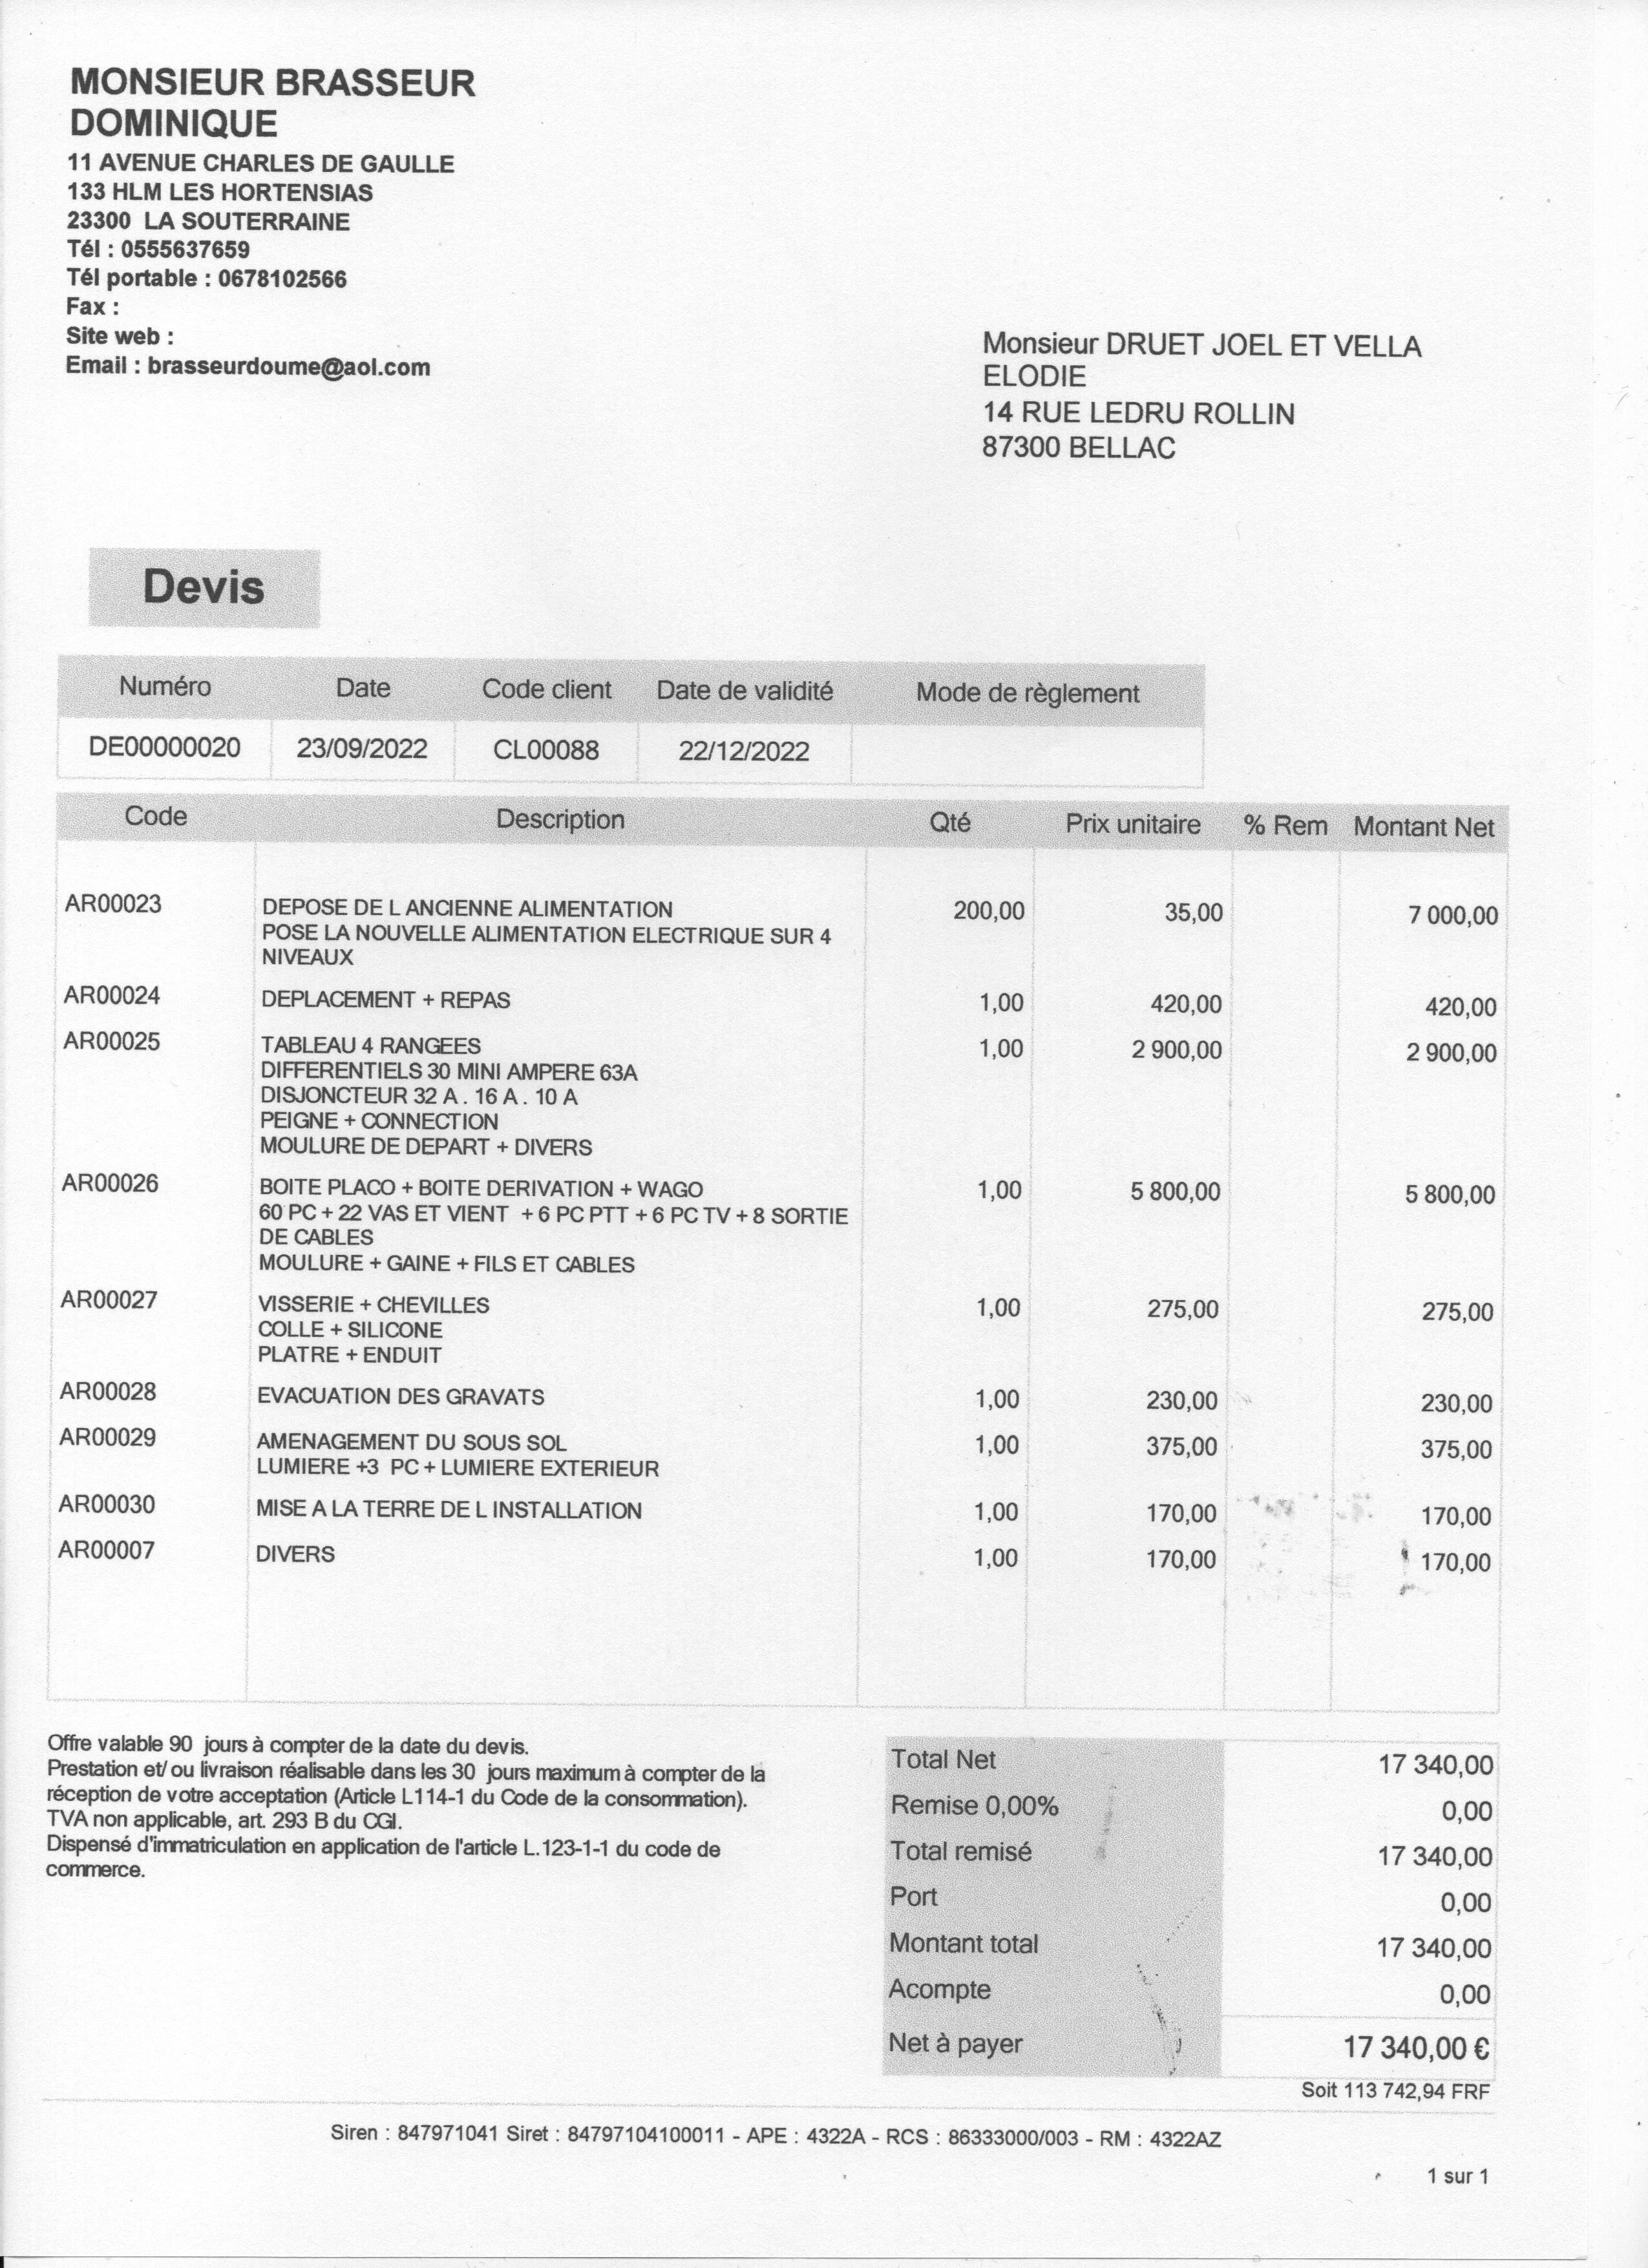 MONSIEUR BRASSEUR
DOMINIQUE
11 AVENUE CHARLES DE GAULLE
133 HLM LES HORTENSIAS
23300 LA SOUTERRAINE
Tél : 0555637659
Tél portable : 0678102566
Fax :
Site web :
Email : brasseurdoume@aol.com
Monsieur DRUET JOEL ET VELLA
ELODIE
14 RUE LEDRU ROLLIN
87300 BELLAC
Devis
Numéro Date Code client Date de validité Mode de règlement
DE00000020 23/09/2022 CL00088 22/12/2022
Code Description Qté Prix unitaire % Rem Montant Net
AR00023 DEPOSE DE L ANCIENNE ALIMENTATION 200,00 35,00 7 000,00
POSE LA NOUVELLE ALIMENTATION ELECTRIQUE SUR 4
NIVEAUX
AR00024 DEPLACEMENT + REPAS 1,00 420,00 420,00
AR00025 TABLEAU 4 RANGEES 1,00 2 900,00 2 900,00
DIFFERENTIELS 30 MINI AMPERE 63A
DISJONCTEUR 32 A . 16 A . 10 A
PEIGNE + CONNECTION
MOULURE DE DEPART + DIVERS
AR00026 BOITE PLACO + BOITE DERIVATION + WAGO 1,00 5 800,00 5 800,00
60 PC + 22 VAS ET VIENT + 6 PC PTT + 6 PC TV + 8 SORTIE
DE CABLES
MOULURE + GAINE + FILS ET CABLES
AR00027 VISSERIE + CHEVILLES 1,00 275,00 275,00
COLLE + SILICONE
PLATRE + ENDUIT
AR00028 EVACUATION DES GRAVATS 1,00 230,00 230,00
AR00029 AMENAGEMENT DU SOUS SOL 1,00 375,00 375,00
LUMIERE +3 PC + LUMIERE EXTERIEUR
AR00030 MISE A LA TERRE DE L INSTALLATION 1,00 170,00 170,00
AR00007 DIVERS 1,00 170,00 170,00
Offre valable 90 jours à compter de la date du devis.
Prestation et/ ou livraison réalisable dans les 30 jours maximum à compter de la
réception de votre acceptation (Article L114-1 du Code de la consommation).
TVA non applicable, art. 293 B du CGI.
Dispensé d'immatriculation en application de l'article L.123-1-1 du code de
commerce.
Total Net 17 340,00
Remise 0,00% 0,00
Total remisé 17 340,00
Port 0,00
Montant total 17 340,00
Acompte 0,00
Net à payer 17 340,00 €
Soit 113 742,94 FRF
Siren : 847971041 Siret : 84797104100011 - APE : 4322A - RCS : 86333000/003 - RM : 4322AZ
1 sur 1